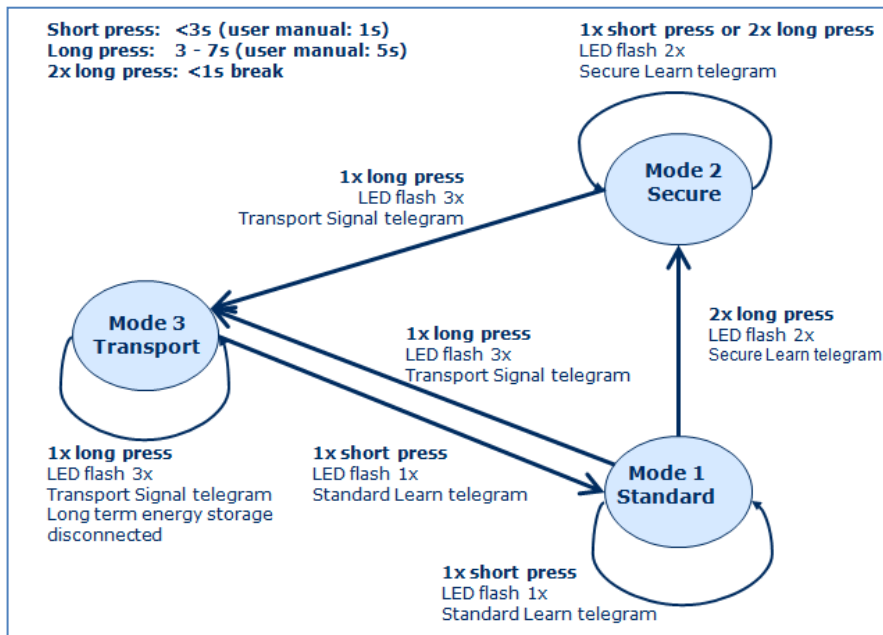 Short press: <3s (user manual: 1s)
Long press: 3 - 7s (user manual: 5s)
2x long press: <1s break
1x short press or 2x long press
LED flash 2x
Secure Learn telegram
Mode 2
Secure
1x long press
LED flash 3x
Transport Signal telegram
Mode 3
Transport
2x long press
LED flash 2x
Secure Learn telegram
1x long press
LED flash 3x
Transport Signal telegram
1x long press
LED flash 3x
Transport Signal telegram
Long term energy storage
disconnected
1x short press
LED flash 1x
Standard Learn telegram
Mode 1
Standard
1x short press
LED flash 1x
Standard Learn telegram